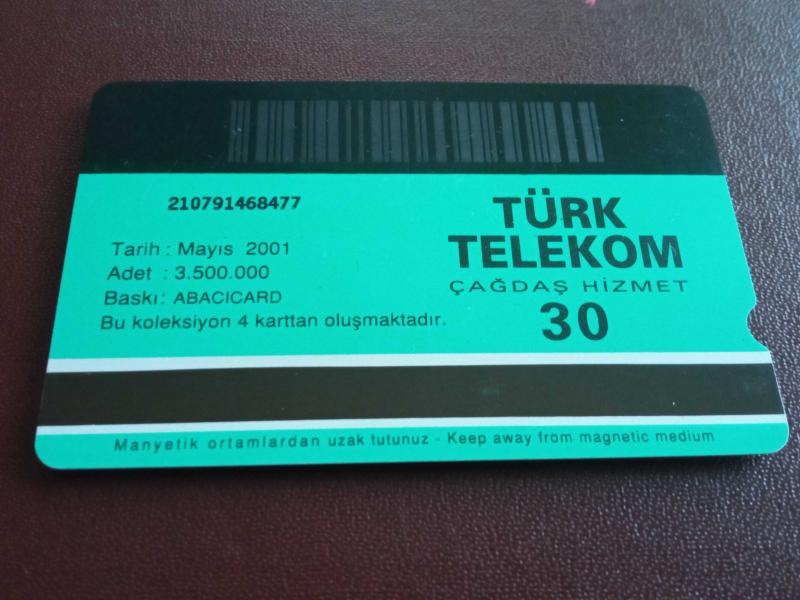 210791468477
TÜRK
TELEKOM
ÇAĞDAŞ HİZMET
30
Tarih : Mayıs 2001
Adet : 3.500.000
Baskı : ABACICARD
Bu koleksiyon 4 karttan oluşmaktadır.
Manyetik ortamlardan uzak tutunuz - Keep away from magnetic medium